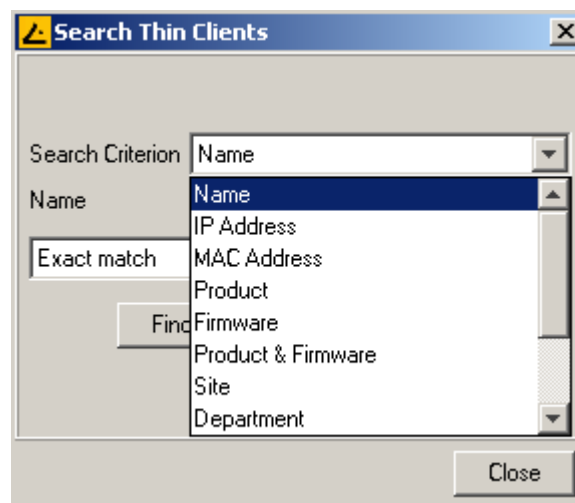 Search Thin Clients
Search Criterion Name
Name
Exact match
Find
Name
IP Address
MAC Address
Product
Firmware
Product & Firmware
Site
Department
Close